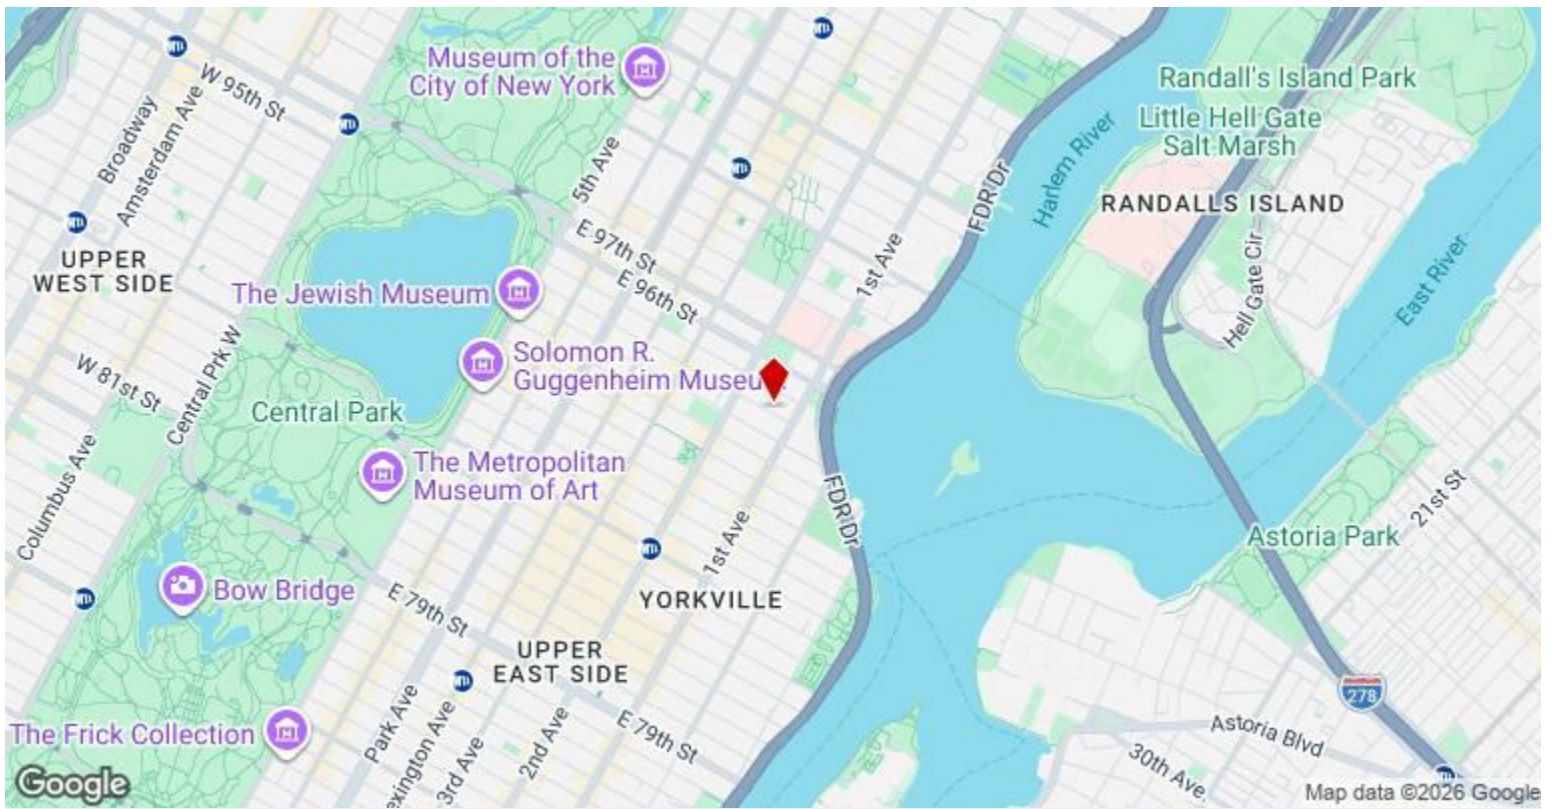 Museum of the
City of New York
W 95th St
Broadway
Amsterdam Ave
5th Ave
Randall's Island Park
Little Hell Gate
Salt Marsh
Harlem River
FDR Dr
RANDALLS ISLAND
UPPER
WEST SIDE
The Jewish Museum
E 97th St
E 96th St
1st Ave
Hell Gate Cir
East River
Solomon R.
Guggenheim
W 81st St
Central Prk W
Central Park
The Metropolitan
Museum of Art
Columbus Ave
FDR Dr
21st St
Astoria Park
1st Ave
Bow Bridge
E 79th St
YORKVILLE
UPPER
EAST SIDE
278
The Frick Collection
Park Ave
3rd Ave
2nd Ave
E 79th St
Astoria Blvd
30th Ave.
Google
Map data ©2026 Google